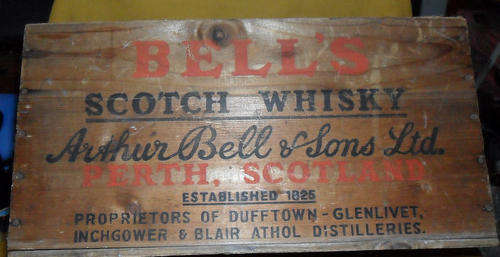 BELL'S
SCOTCH WHISKY
Arthur Bell & Sons Ltd.
PERTH, SCOTLAND
ESTABLISHED 1825
PROPRIETORS OF DUFFTOWN-GLENLIVET,
INCHGOWER & BLAIR ATHOL DISTILLERIES.